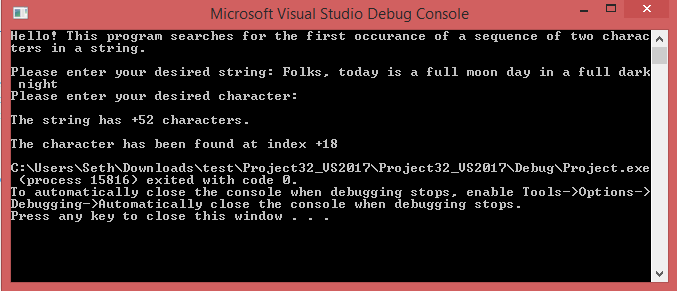 Microsoft Visual Studio Debug Console
Hello! This program searches for the first occurance of a sequence of two charac
ters in a string.
Please enter your desired string: Folks, today is a full moon day in a full dark
night
Please enter your desired character:
The string has +52 characters.
The character has been found at index +18
C:\Users\Seth\Downloads\test\Project32_VS2017\Project32_VS2017\Debug\Project.exe
(process 15816) exited with code 0.
To automatically close the console when debugging stops, enable Tools->Options->
Debugging->Automatically close the console when debugging stops.
Press any key to close this window . . .